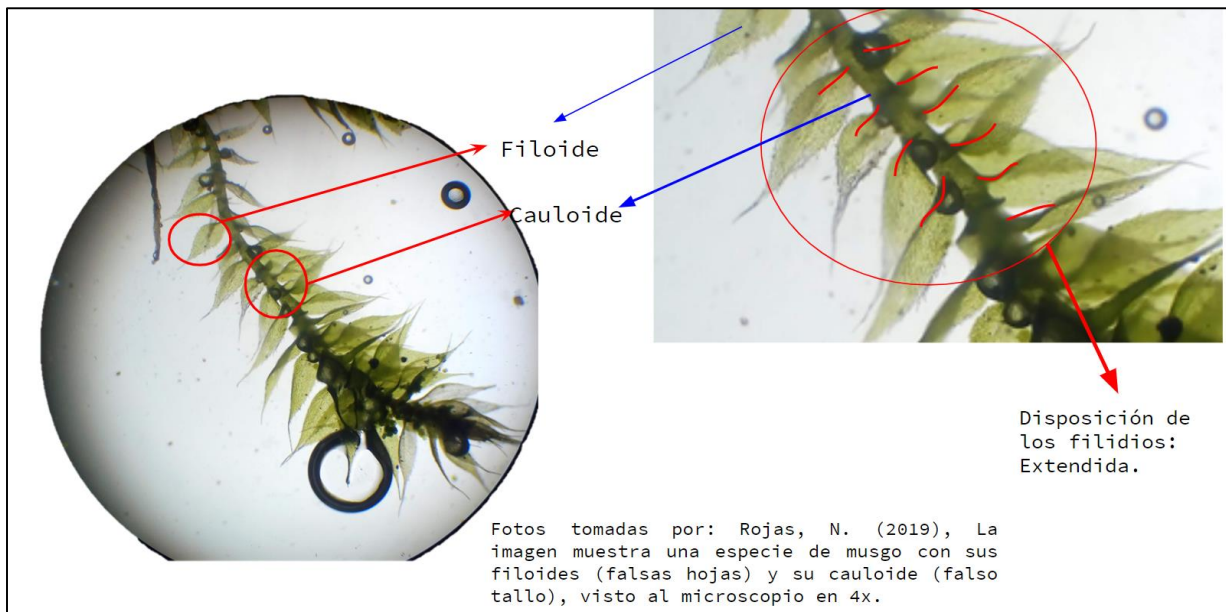 Filoide
Cauloide
Disposición de
los filidios:
Extendida.
Fotos tomadas por: Rojas, N. (2019), La
imagen muestra una especie de musgo con sus
filoides (falsas hojas) y su cauloide (falso
tallo), visto al microscopio en 4x.